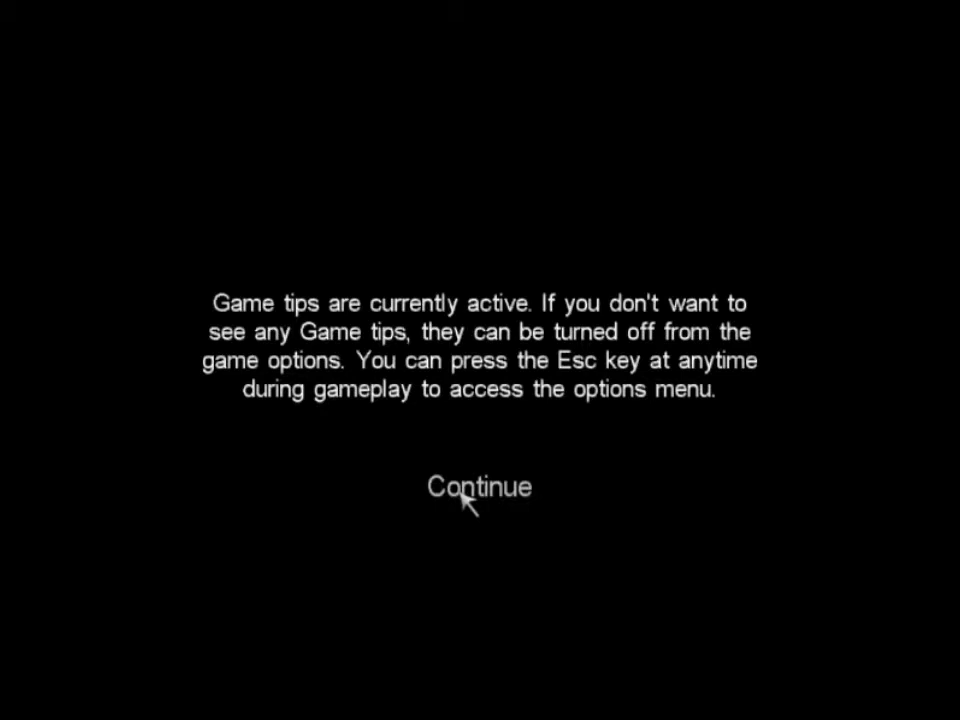 Game tips are currently active. If you don't want to
see any Game tips, they can be turned off from the
game options. You can press the Esc key at anytime
during gameplay to access the options menu.
Continue